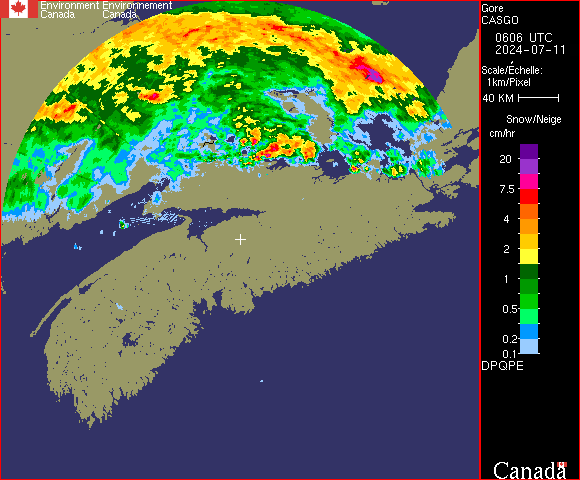 Environment Environnement
Canada Canada
Gore
CASGO
0606 UTC
2024-07-11
Scale/Echelle:
1km/Pixel
40 KM
Snow/Neige
cm/hr
20
7.5
4
2
1
0.5
0.2
0.1
DPQPE
Canada